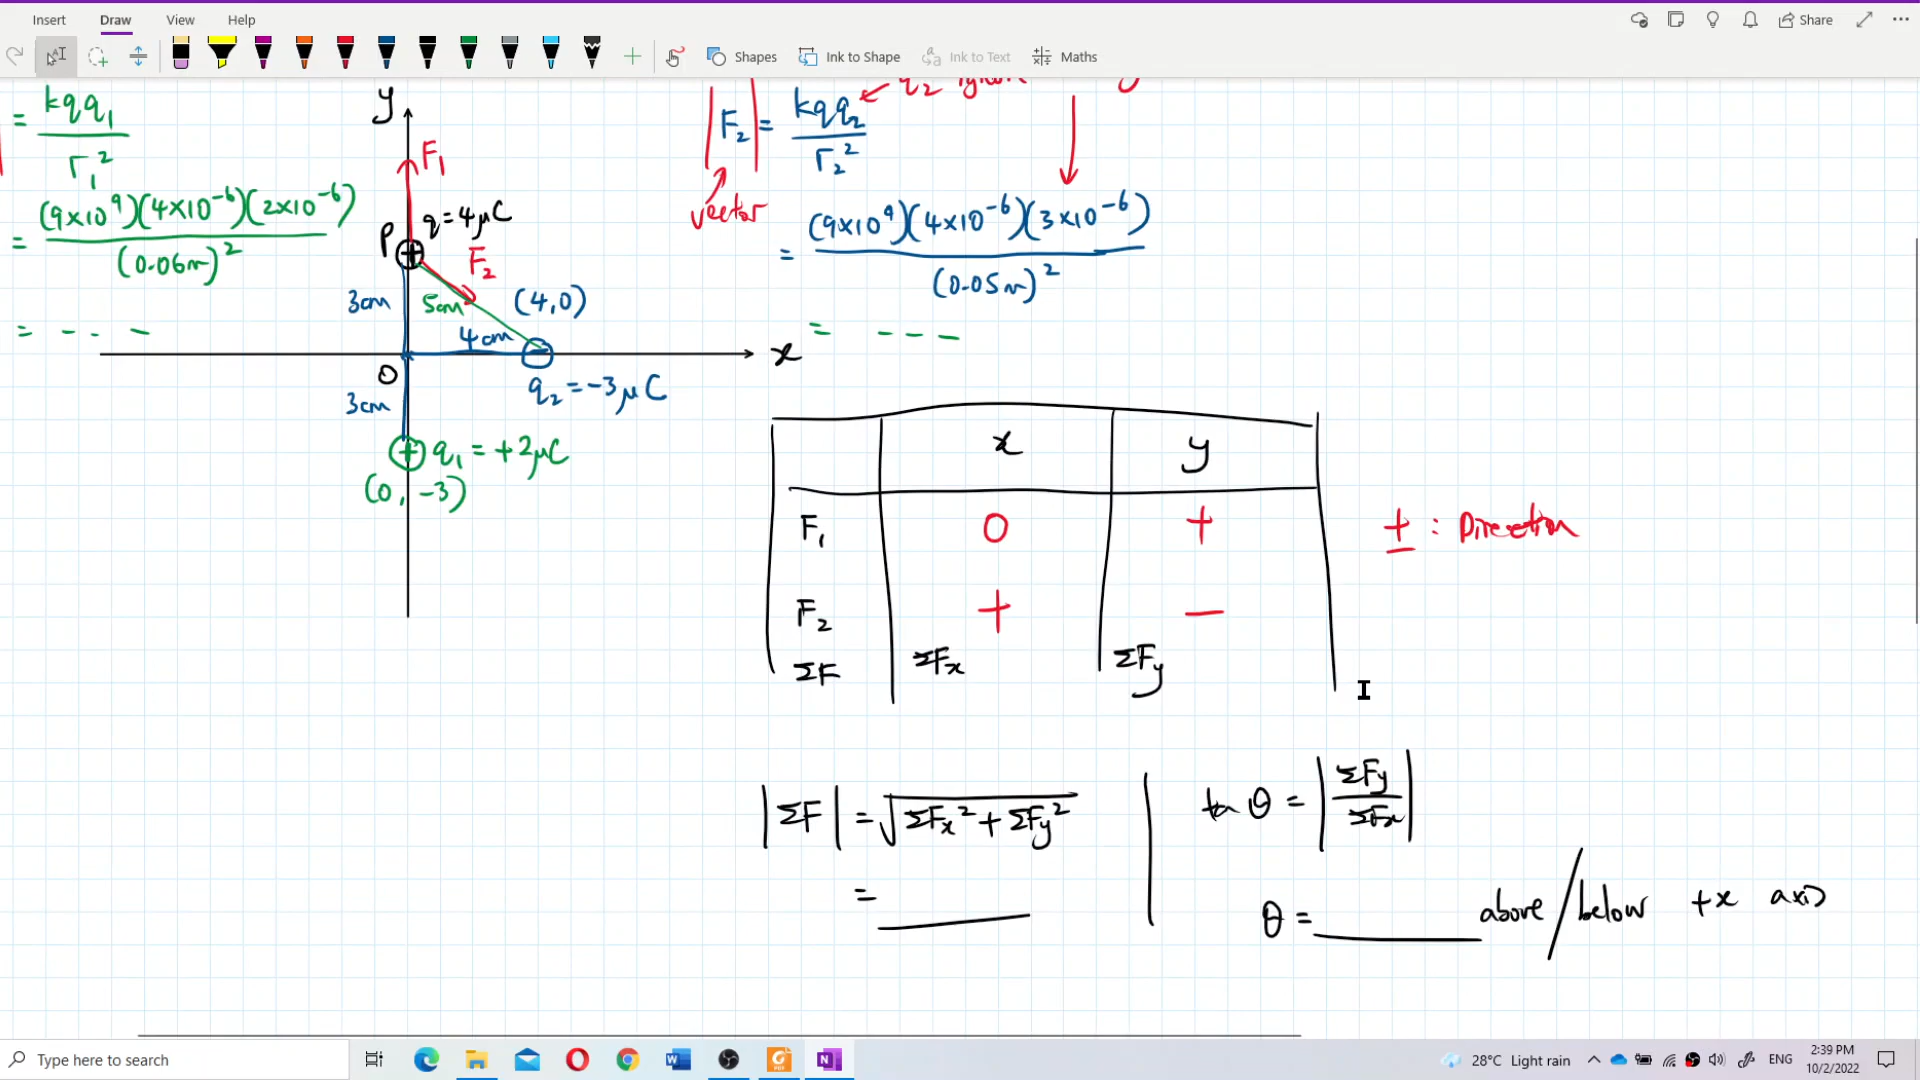 Insert Draw View Help
Share
Shapes Ink to Shape Ink to Text Maths
= kqq₁ / r₁²
= (9×10⁹)(4×10⁻⁶)(2×10⁻⁶) / (0.06m)²
= - - -
y
F₁
q=4μC
P
+
F₂
3cm
5cm
(4,0)
4cm
x
O
q₂ = -3μC
3cm
+ q₁ = +2μC
(0, -3)
q₂
|F₂| = kqq₂ / r₂²
vector
= (9×10⁹)(4×10⁻⁶)(3×10⁻⁶) / (0.05m)²
= - - -
x y
F₁ 0 +
± : Direction
F₂ + −
ΣF ΣFx ΣFy
|ΣF| = √ΣFx² + ΣFy²
=
tan θ = |ΣFy / ΣFx|
θ = above / below +x axis
Type here to search
28°C Light rain
ENG
2:39 PM
10/2/2022